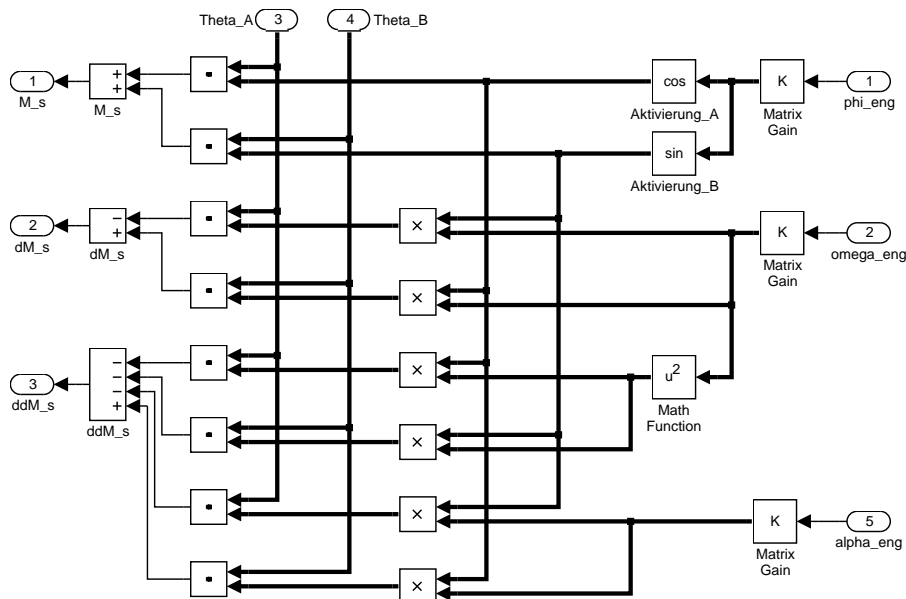 Theta_A 3 4 Theta_B
1
M_s
+
+
M_s
cos
Aktivierung_A
K
Matrix
Gain
1
phi_eng
sin
Aktivierung_B
2
dM_s
−
+
dM_s
×
K
Matrix
Gain
2
omega_eng
×
3
ddM_s
−
−
−
+
ddM_s
×
u2
Math
Function
×
×
K
Matrix
Gain
5
alpha_eng
×